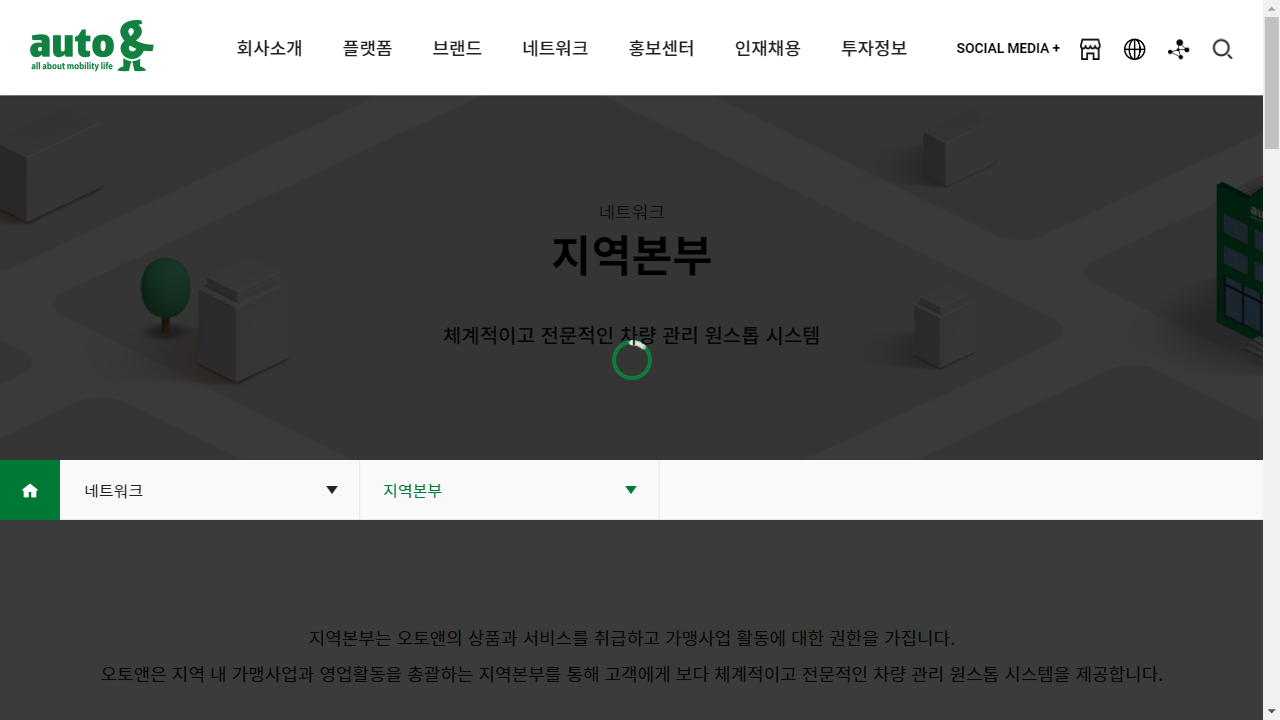 auto&
all about mobility life
회사소개
플랫폼
브랜드
네트워크
홍보센터
인재채용
투자정보
SOCIAL MEDIA +
네트워크
지역본부
체계적이고 전문적인 차량 관리 원스톱 시스템
네트워크
지역본부
지역본부는 오토앤의 상품과 서비스를 취급하고 가맹사업 활동에 대한 권한을 가집니다.
오토앤은 지역 내 가맹사업과 영업활동을 총괄하는 지역본부를 통해 고객에게 보다 체계적이고 전문적인 차량 관리 원스톱 시스템을 제공합니다.